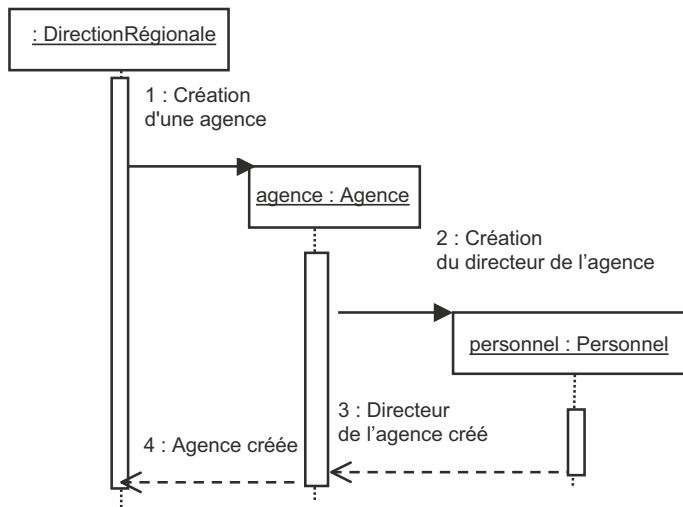 : DirectionRégionale
1 : Création
d'une agence
agence : Agence
2 : Création
du directeur de l’agence
personnel : Personnel
3 : Directeur
de l’agence créé
4 : Agence créée